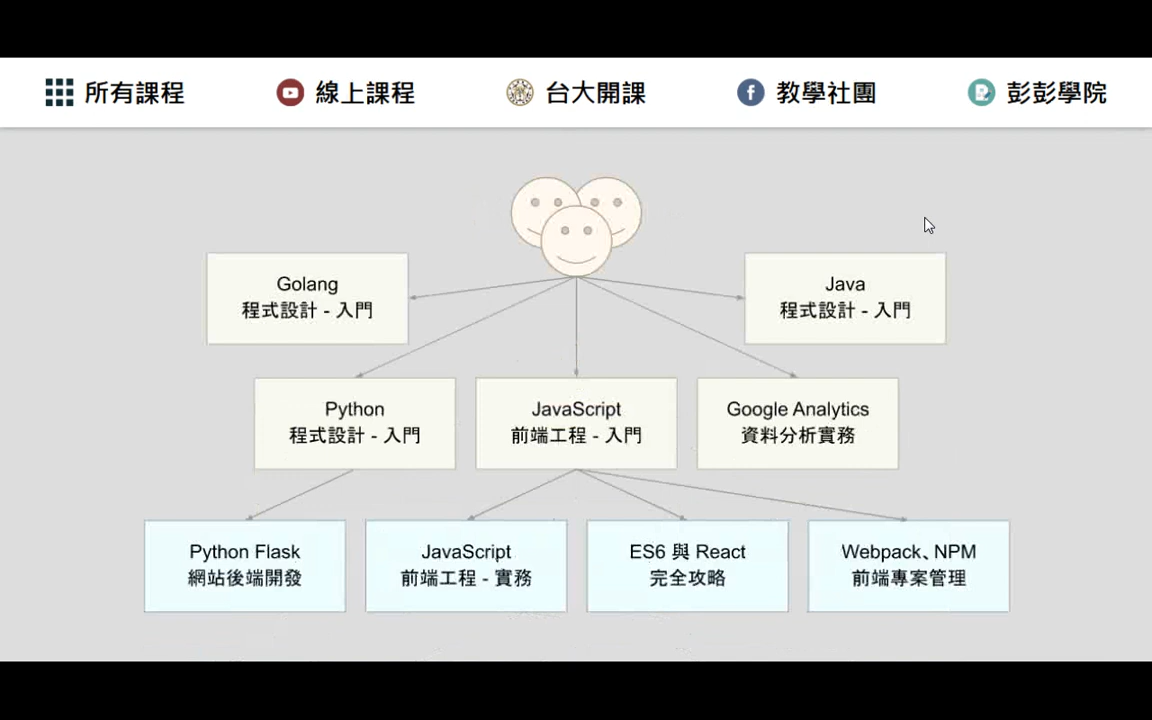 所有課程
線上課程
台大開課
教學社團
彭彭學院
Golang
程式設計 - 入門
Java
程式設計 - 入門
Python
程式設計 - 入門
JavaScript
前端工程 - 入門
Google Analytics
資料分析實務
Python Flask
網站後端開發
JavaScript
前端工程 - 實務
ES6 與 React
完全攻略
Webpack、NPM
前端專案管理